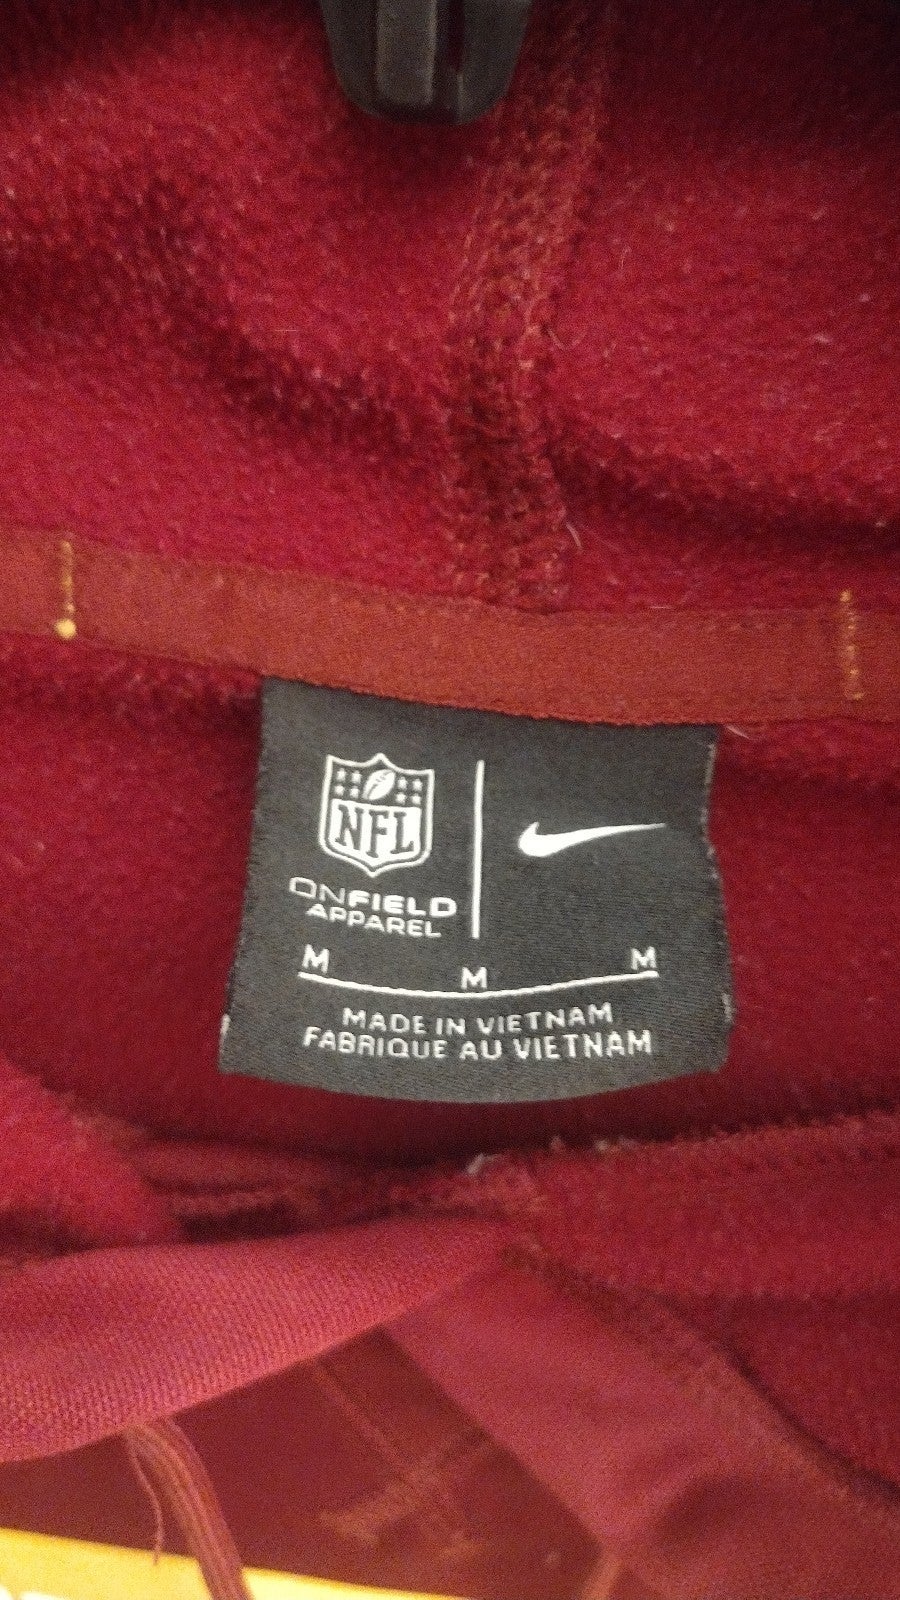 NFL
ONFIELD
APPAREL
M M M
MADE IN VIETNAM
FABRIQUE AU VIETNAM